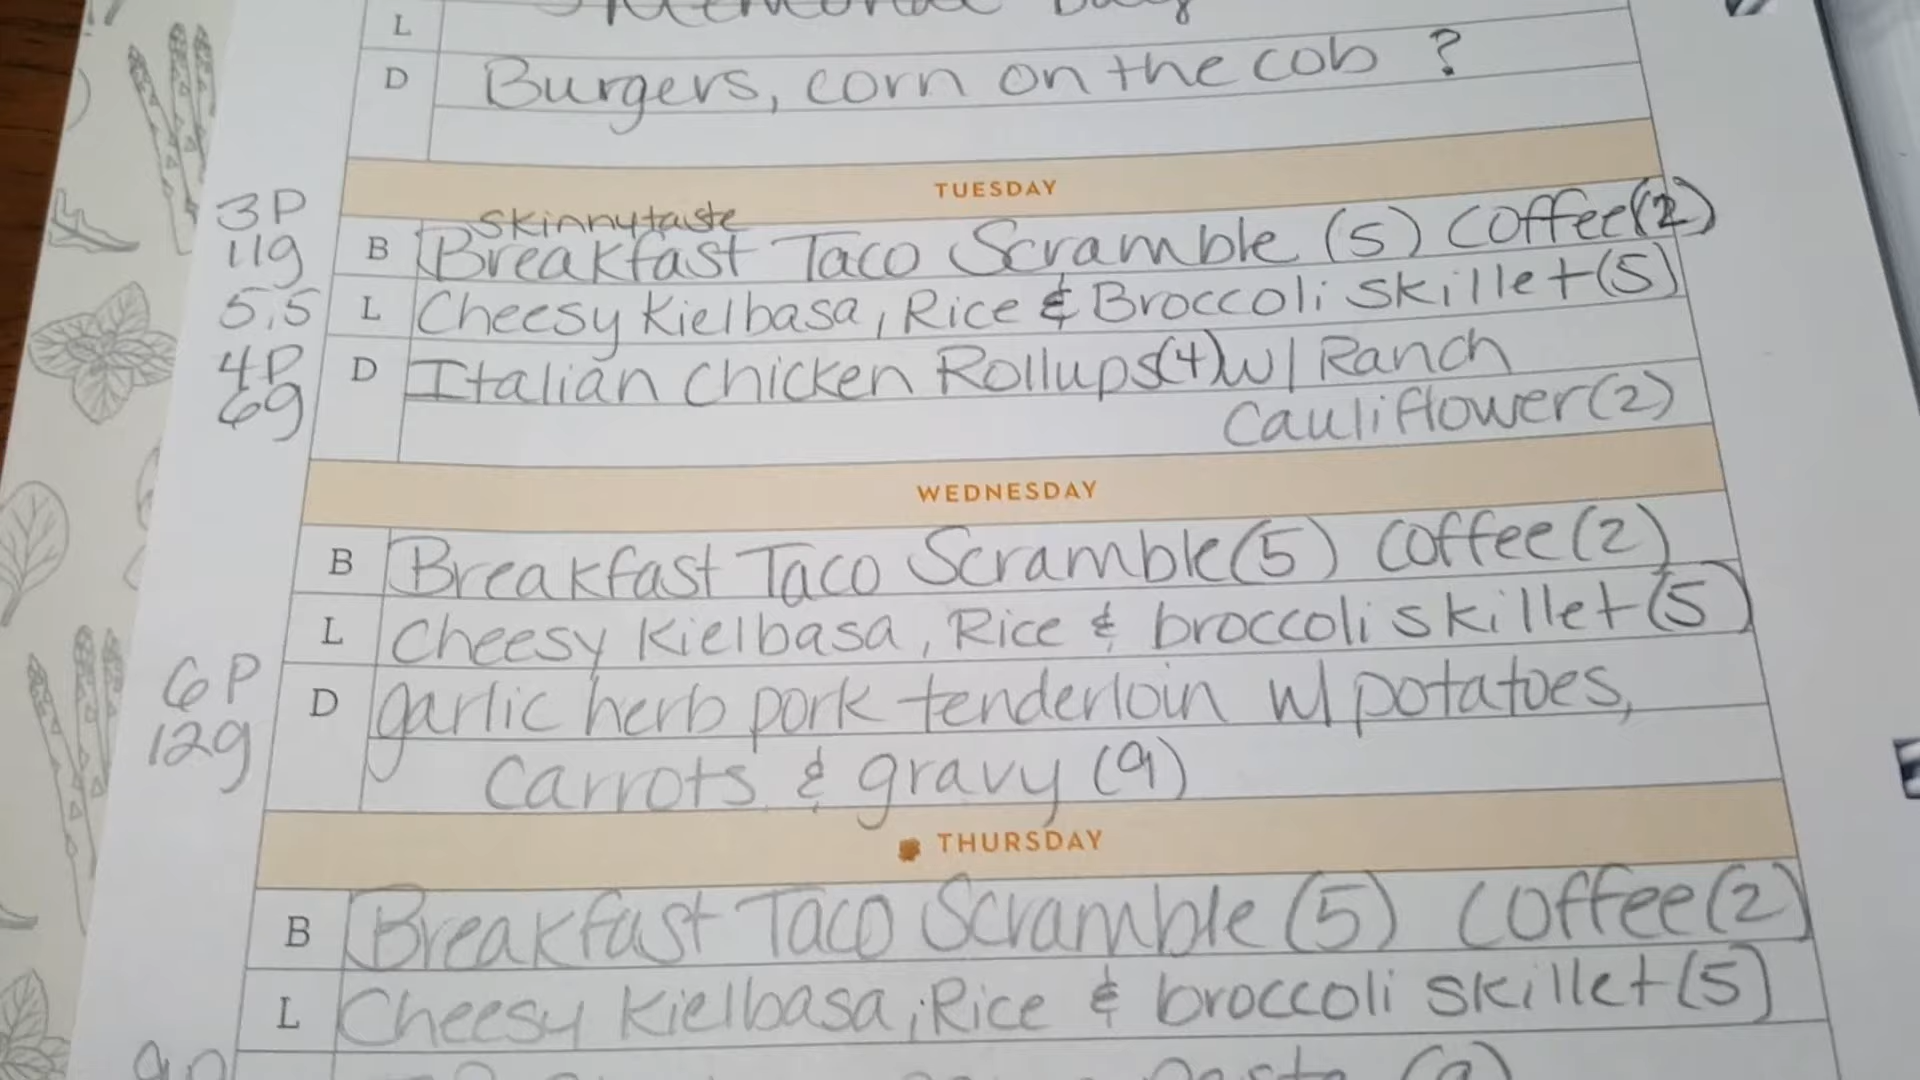 Memorial Day
L
D Burgers, corn on the cob ?
TUESDAY
3P
skinnytaste
11g B Breakfast Taco Scramble (5) Coffee (2)
5,5 L Cheesy Kielbasa, Rice & Broccoli skillet (5)
4P D Italian chicken Rollups (4) w/ Ranch
6g Cauliflower (2)
WEDNESDAY
B Breakfast Taco Scramble (5) Coffee (2)
L Cheesy Kielbasa, Rice & broccoli skillet (5)
6P D garlic herb pork tenderloin w/ potatoes,
12g Carrots & gravy (9)
THURSDAY
B Breakfast Taco Scramble (5) Coffee (2)
L Cheesy Kielbasa, Rice & broccoli skillet (5)